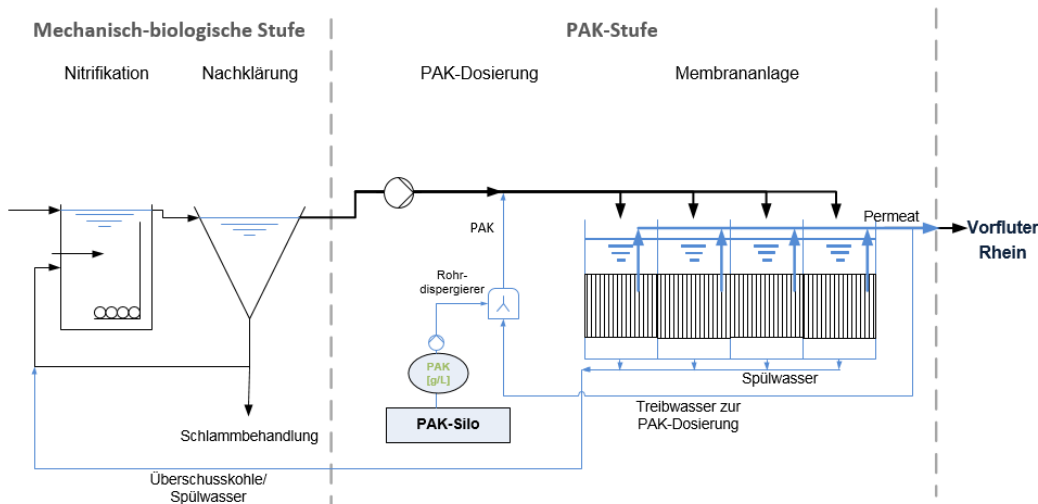 Mechanisch-biologische Stufe
PAK-Stufe
Nitrifikation
Nachklärung
PAK-Dosierung
Membrananlage
PAK
Permeat
Vorfluter
Rhein
Rohr-
dispergierer
PAK
[g/L]
PAK-Silo
Spülwasser
Treibwasser zur
PAK-Dosierung
Schlammbehandlung
Überschusskohle/
Spülwasser